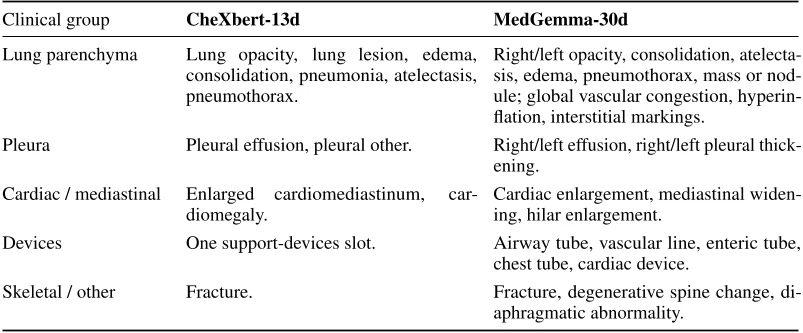 Clinical group CheXbert-13d MedGemma-30d
Lung parenchyma Lung opacity, lung lesion, edema, Right/left opacity, consolidation, atelecta-
consolidation, pneumonia, atelectasis, sis, edema, pneumothorax, mass or nod-
pneumothorax. ule; global vascular congestion, hyperin-
flation, interstitial markings.
Pleura Pleural effusion, pleural other. Right/left effusion, right/left pleural thick-
ening.
Cardiac / mediastinal Enlarged cardiomediastinum, car- Cardiac enlargement, mediastinal widen-
diomegaly. ing, hilar enlargement.
Devices One support-devices slot. Airway tube, vascular line, enteric tube,
chest tube, cardiac device.
Skeletal / other Fracture. Fracture, degenerative spine change, di-
aphragmatic abnormality.